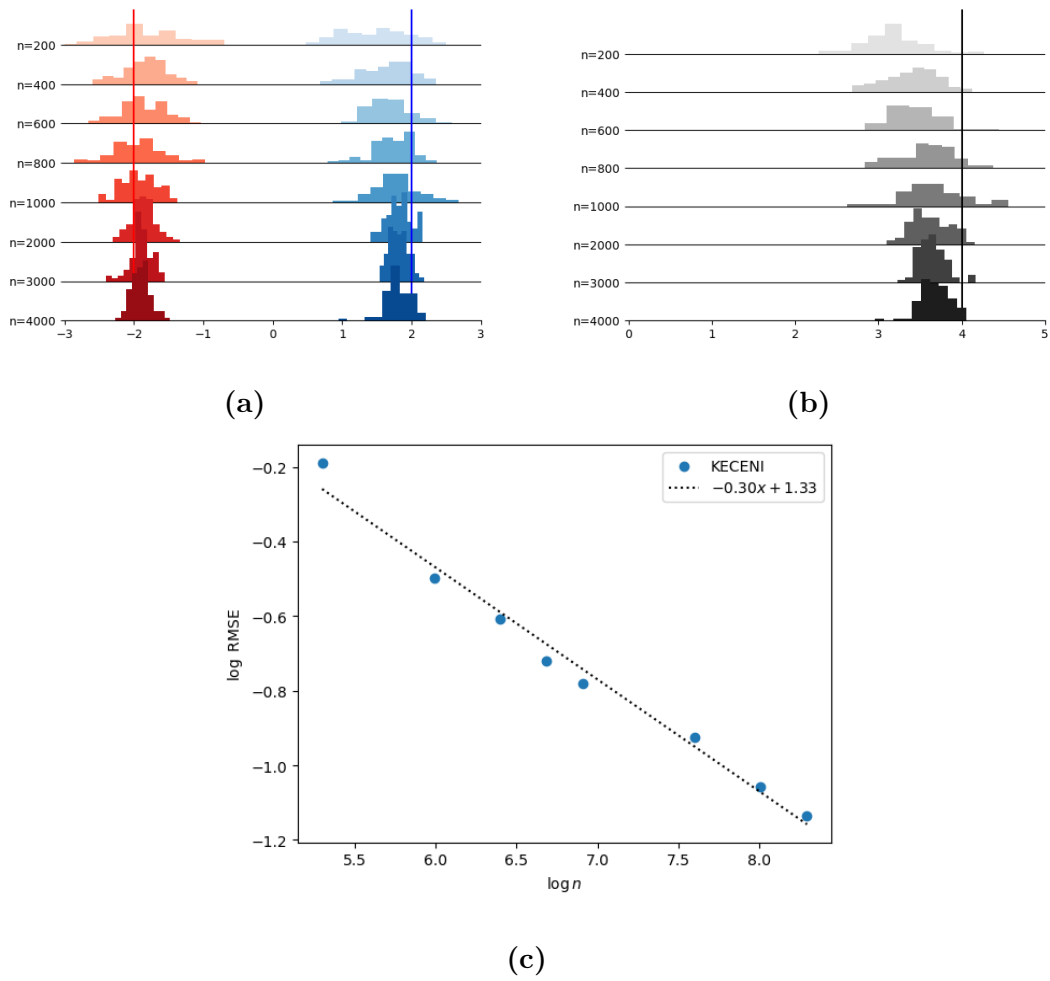 n=200
n=400
n=600
n=800
n=1000
n=2000
n=3000
n=4000
−3 −2 −1 0 1 2 3
(a)
n=200
n=400
n=600
n=800
n=1000
n=2000
n=3000
n=4000
0 1 2 3 4 5
(b)
KECENI
−0.30x + 1.33
log RMSE
−0.2
−0.4
−0.6
−0.8
−1.0
−1.2
5.5 6.0 6.5 7.0 7.5 8.0
log n
(c)